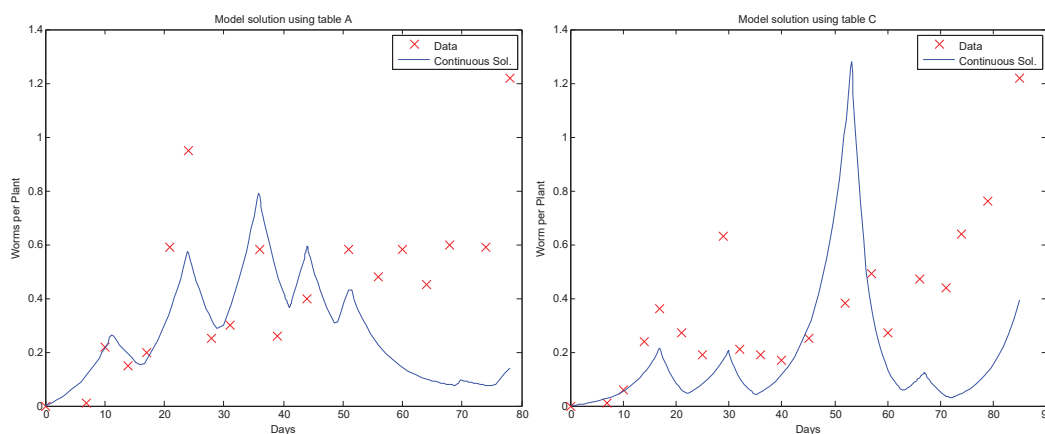 Model solution using table A
1.4
1.2
1
0.8
0.6
0.4
0.2
0
Worms per Plant
0 10 20 30 40 50 60 70 80
Days
Data
Continuous Sol.
Model solution using table C
1.4
1.2
1
0.8
0.6
0.4
0.2
0
Worm per Plant
0 10 20 30 40 50 60 70 80 90
Days
Data
Continuous Sol.